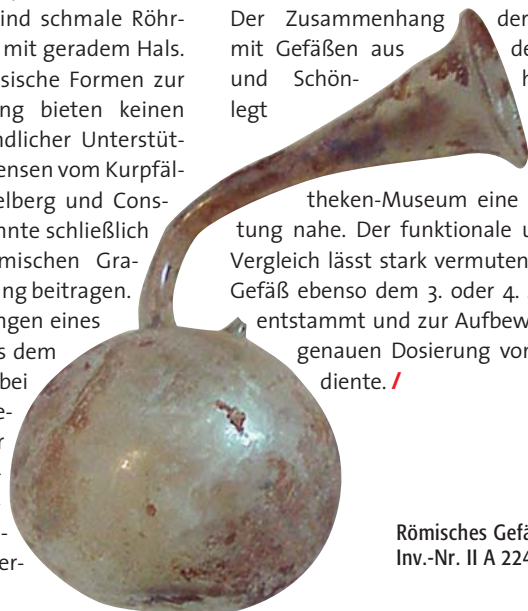 ind schmale Röhr-
mit geradem Hals.
sische Formen zur
ng bieten keinen
ndlicher Unterstüt-
ensen vom Kurpfäl-
elberg und Cons-
nnte schließlich
mischen Gra-
ng beitragen.
ngen eines
s dem
bei
e-
r
-
er-
Der Zusammenhang der
mit Gefäßen aus de
und Schön- h
legt
theken-Museum eine
tung nahe. Der funktionale u
Vergleich lässt stark vermuten
Gefäß ebenso dem 3. oder 4.
entstammt und zur Aufbew
genauen Dosierung vor
diente. /
Römisches Gefä
Inv.-Nr. II A 224